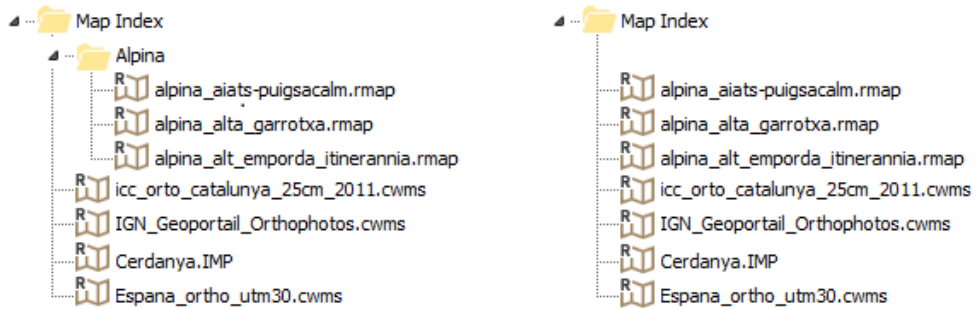 Map Index
Alpina
R alpina_aiats-puigsacalm.rmap
R alpina_alta_garrotxa.rmap
R alpina_alt_emporda_itinerannia.rmap
R icc_orto_catalunya_25cm_2011.cwms
R IGN_Geoportail_Orthophotos.cwms
R Cerdanya.IMP
R Espana_ortho_utm30.cwms
Map Index
R alpina_aiats-puigsacalm.rmap
R alpina_alta_garrotxa.rmap
R alpina_alt_emporda_itinerannia.rmap
R icc_orto_catalunya_25cm_2011.cwms
R IGN_Geoportail_Orthophotos.cwms
R Cerdanya.IMP
R Espana_ortho_utm30.cwms